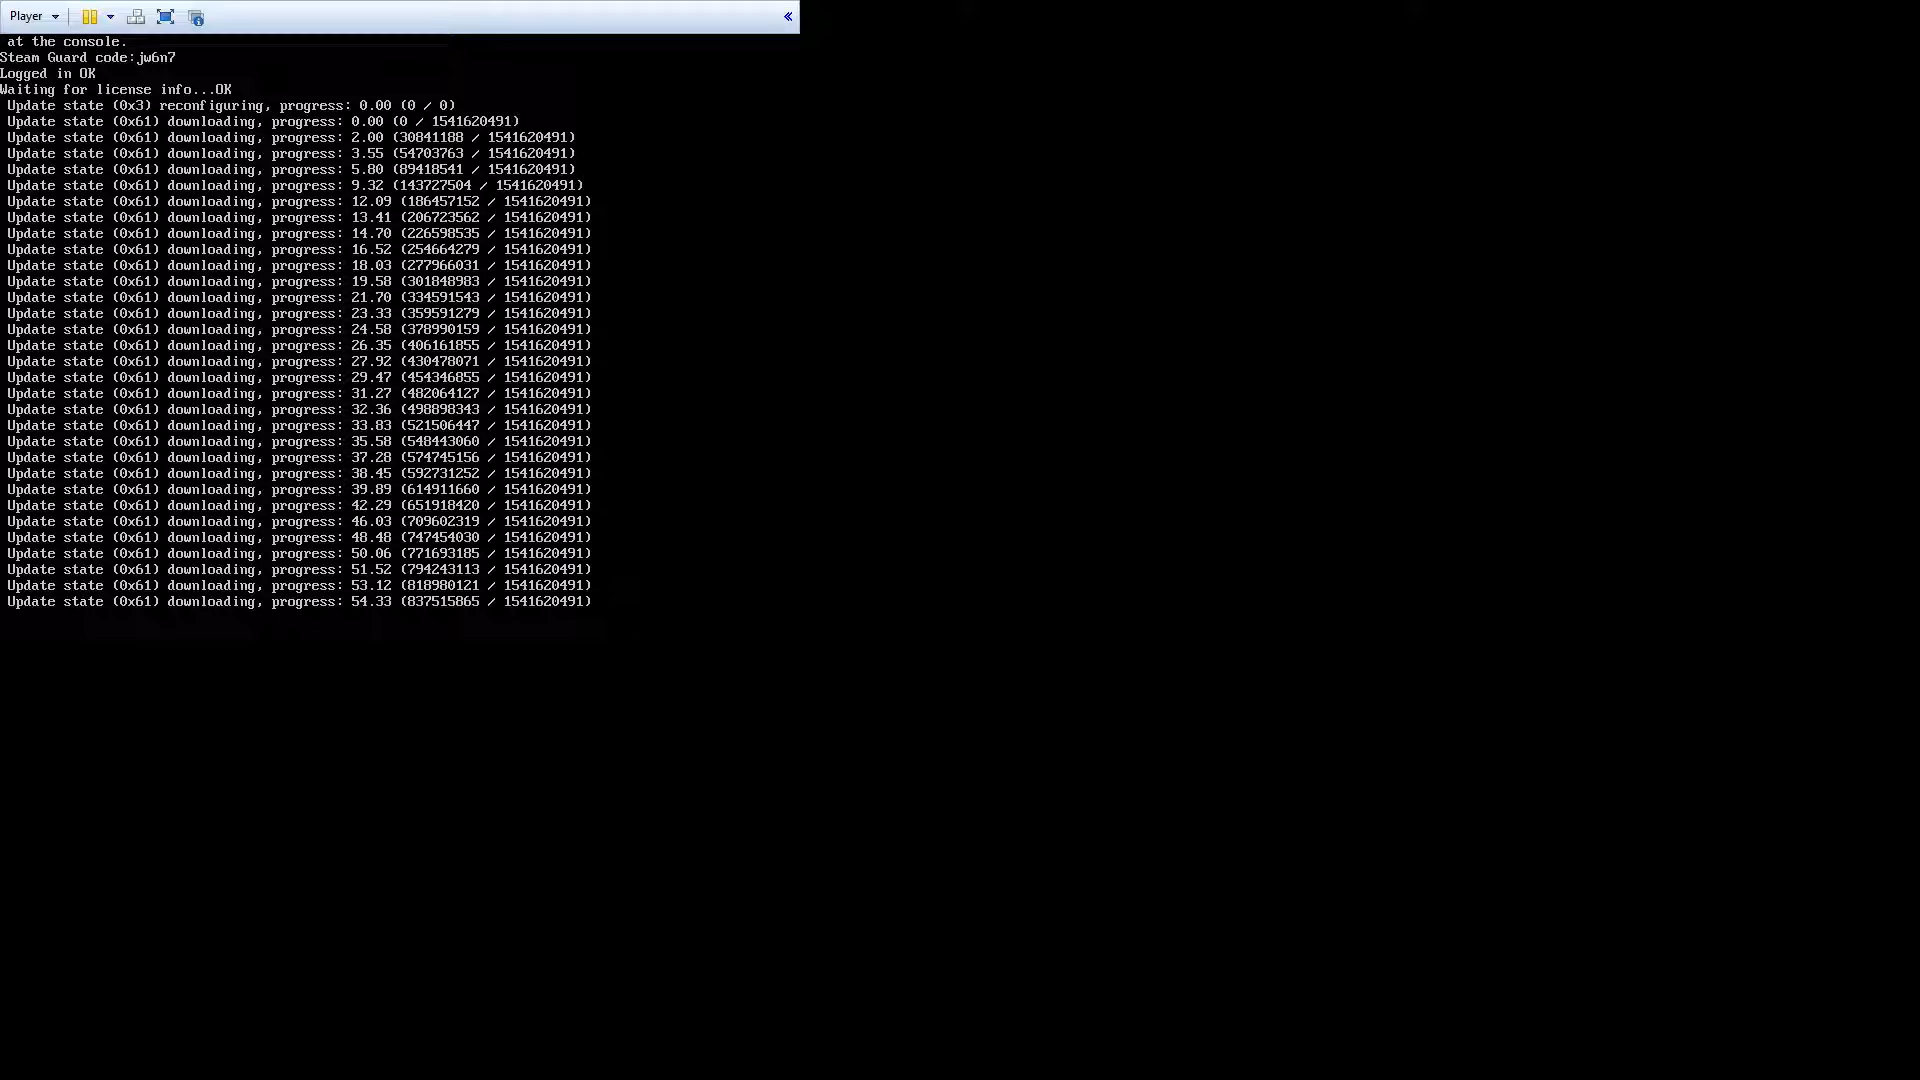 Player
at the console.
Steam Guard code:jw6n7
Logged in OK
Waiting for license info...OK
Update state (0x3) reconfiguring, progress: 0.00 (0 / 0)
Update state (0x61) downloading, progress: 0.00 (0 / 1541620491)
Update state (0x61) downloading, progress: 2.00 (30841188 / 1541620491)
Update state (0x61) downloading, progress: 3.55 (54703763 / 1541620491)
Update state (0x61) downloading, progress: 5.80 (89418541 / 1541620491)
Update state (0x61) downloading, progress: 9.32 (143727504 / 1541620491)
Update state (0x61) downloading, progress: 12.09 (186457152 / 1541620491)
Update state (0x61) downloading, progress: 13.41 (206723562 / 1541620491)
Update state (0x61) downloading, progress: 14.70 (226598535 / 1541620491)
Update state (0x61) downloading, progress: 16.52 (254664279 / 1541620491)
Update state (0x61) downloading, progress: 18.03 (277966031 / 1541620491)
Update state (0x61) downloading, progress: 19.58 (301848983 / 1541620491)
Update state (0x61) downloading, progress: 21.70 (334591543 / 1541620491)
Update state (0x61) downloading, progress: 23.33 (359591279 / 1541620491)
Update state (0x61) downloading, progress: 24.58 (378990159 / 1541620491)
Update state (0x61) downloading, progress: 26.35 (406161855 / 1541620491)
Update state (0x61) downloading, progress: 27.92 (430478071 / 1541620491)
Update state (0x61) downloading, progress: 29.47 (454346855 / 1541620491)
Update state (0x61) downloading, progress: 31.27 (482064127 / 1541620491)
Update state (0x61) downloading, progress: 32.36 (498898343 / 1541620491)
Update state (0x61) downloading, progress: 33.83 (521506447 / 1541620491)
Update state (0x61) downloading, progress: 35.58 (548443060 / 1541620491)
Update state (0x61) downloading, progress: 37.28 (574745156 / 1541620491)
Update state (0x61) downloading, progress: 38.45 (592731252 / 1541620491)
Update state (0x61) downloading, progress: 39.89 (614911660 / 1541620491)
Update state (0x61) downloading, progress: 42.29 (651918420 / 1541620491)
Update state (0x61) downloading, progress: 46.03 (709602319 / 1541620491)
Update state (0x61) downloading, progress: 48.48 (747454030 / 1541620491)
Update state (0x61) downloading, progress: 50.06 (771693185 / 1541620491)
Update state (0x61) downloading, progress: 51.52 (794243113 / 1541620491)
Update state (0x61) downloading, progress: 53.12 (818980121 / 1541620491)
Update state (0x61) downloading, progress: 54.33 (837515865 / 1541620491)